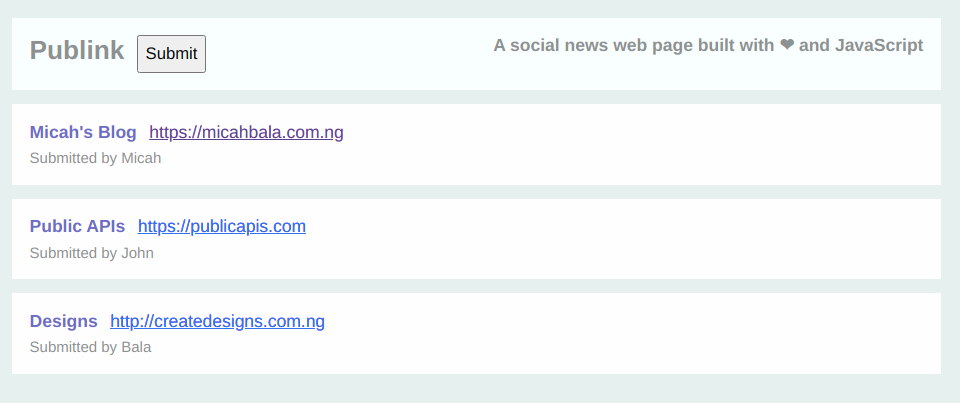 Publink Submit A social news web page built with ❤ and JavaScript
Micah's Blog https://micahbala.com.ng
Submitted by Micah
Public APIs https://publicapis.com
Submitted by John
Designs http://createdesigns.com.ng
Submitted by Bala